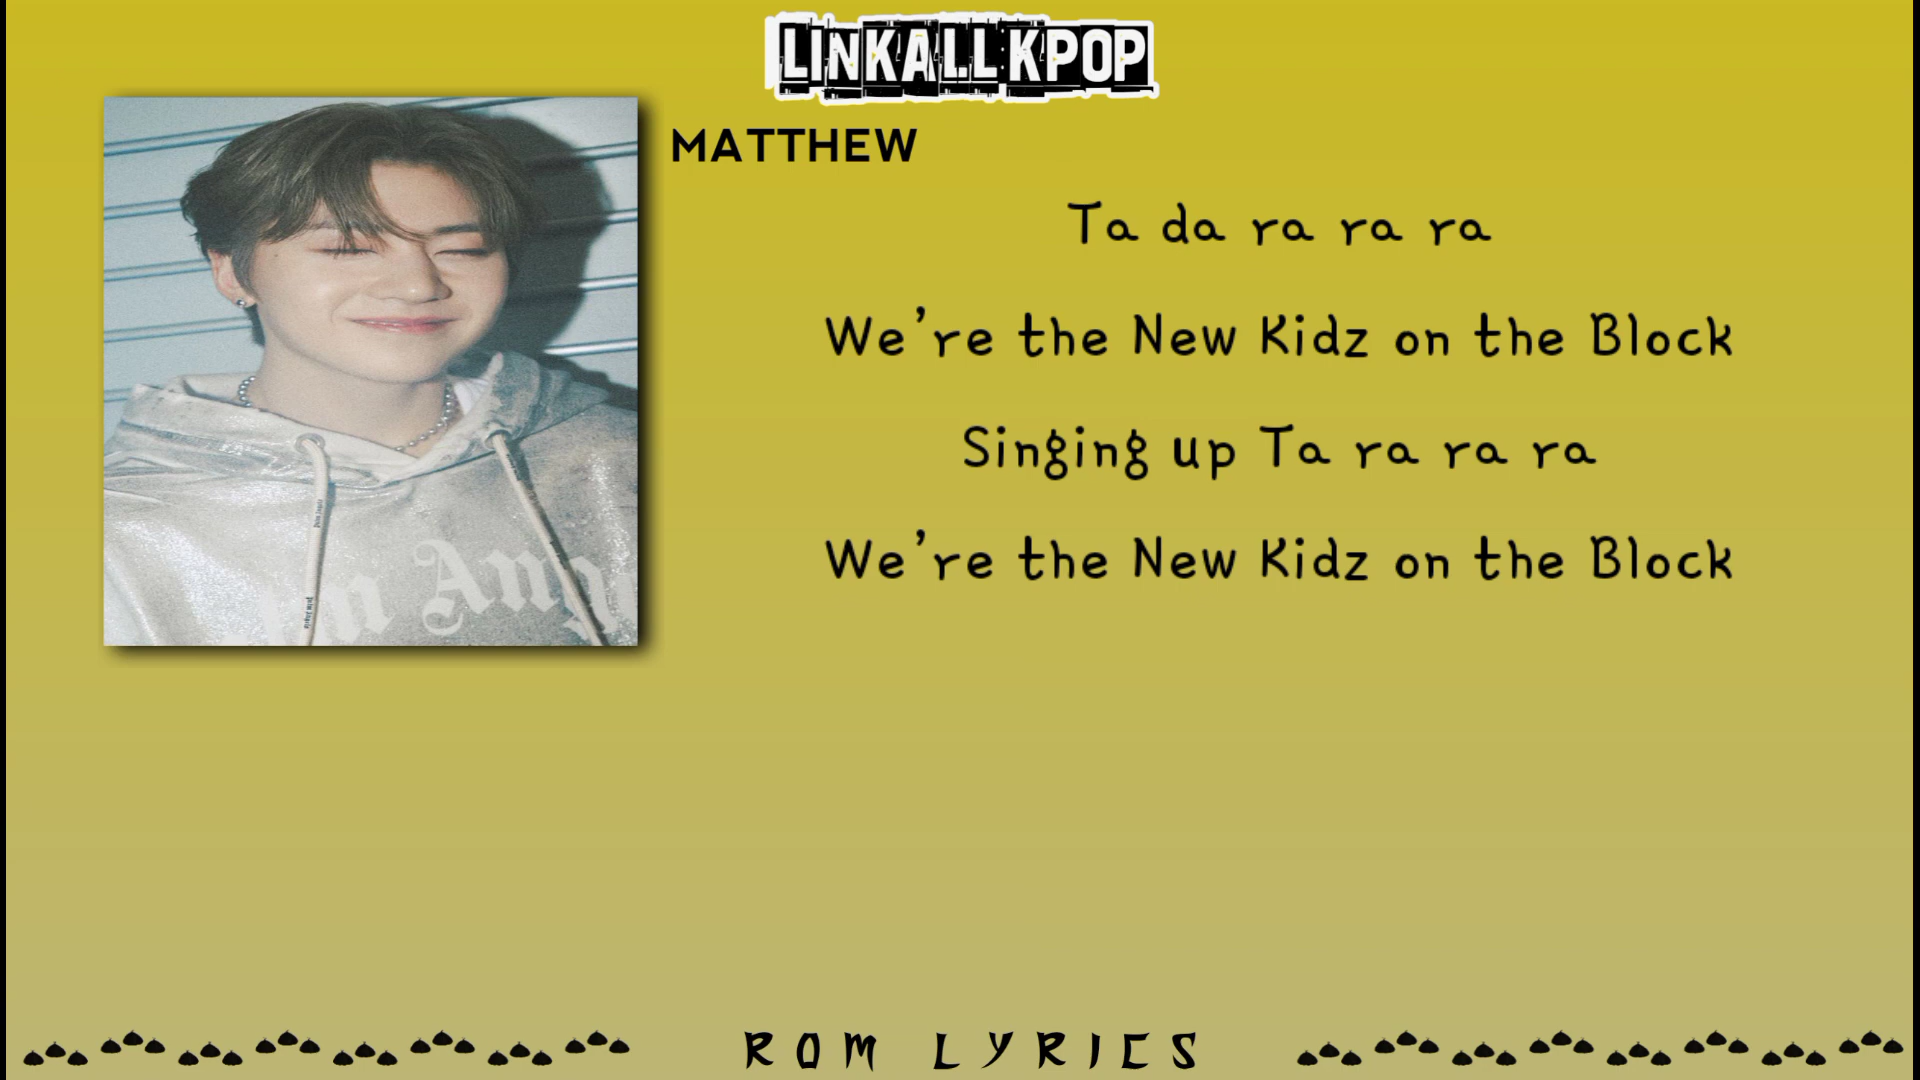 LINKALLKPOP
MATTHEW
Ta da ra ra ra
We're the New Kidz on the Block
Singing up Ta ra ra ra
We're the New Kidz on the Block
ROM LYRICS